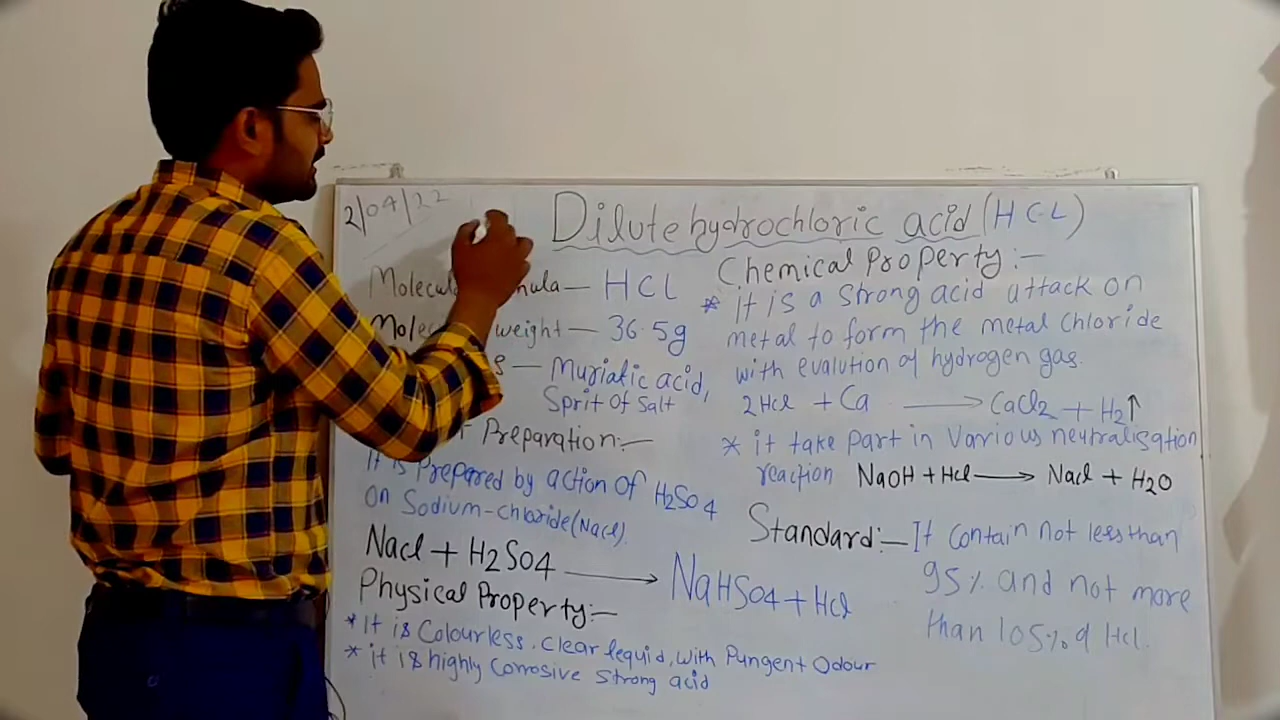 2/04/22
Dilute hydrochloric acid (HCL)
Molecul nula — HCL
Molec weight — 36.5g
s — Muriatic acid,
Sprit Of Salt
f Preparation:—
It is Prepared by action Of H2SO4
On Sodium-chloride (Nacl).
Nacl + H2SO4 ⟶ NaHSO4 + Hcl
Physical Property:—
* It is Colourless, Clear lequid, with Pungent Odour
* it is highly Corrosive Strong acid
Chemical Property:—
* it is a strong acid attack on
metal to form the metal Chloride
with evalution of hydrogen gas.
2Hcl + Ca ⟶ CaCl2 + H2↑
* it take part in Various neutralisation
reaction NaOH + Hcl ⟶ Nacl + H2O
Standard:— It Contain not less than
95% and not more
than 105% of Hcl.